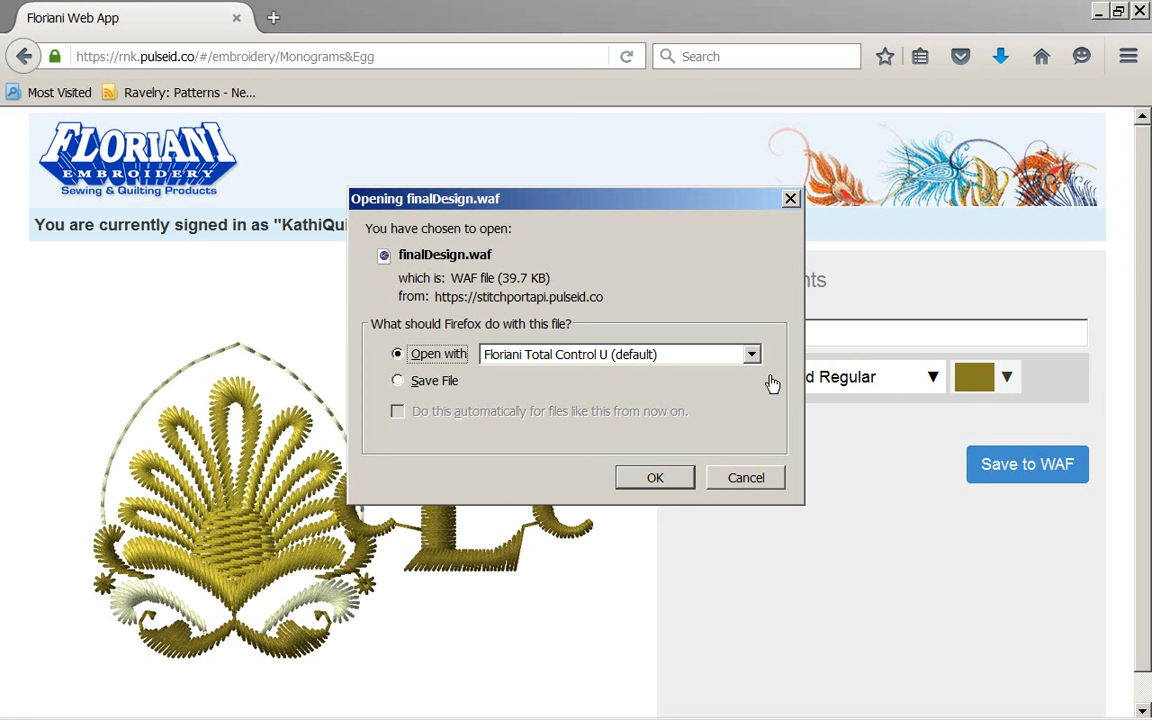 Floriani Web App
https://rnk.pulseid.co/#/embroidery/Monograms&Egg
Search
Most Visited
Ravelry: Patterns - Ne...
FLORIANI
EMBROIDERY
Sewing & Quilting Products
You are currently signed in as "KathiQui
Opening finalDesign.waf
You have chosen to open:
finalDesign.waf
which is: WAF file (39.7 KB)
from: https://stitchportapi.pulseid.co
What should Firefox do with this file?
Open with
Floriani Total Control U (default)
Save File
Do this automatically for files like this from now on.
OK
Cancel
nts
d Regular
Save to WAF